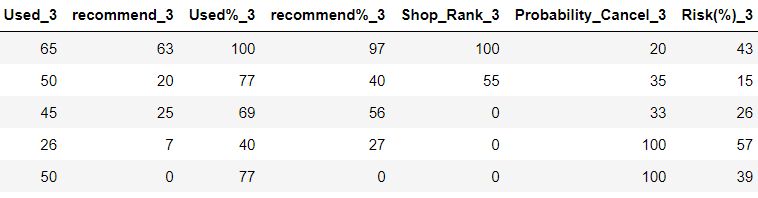 Used_3 recommend_3 Used%_3 recommend%_3 Shop_Rank_3 Probability_Cancel_3 Risk(%)_3
65 63 100 97 100 20 43
50 20 77 40 55 35 15
45 25 69 56 0 33 26
26 7 40 27 0 100 57
50 0 77 0 0 100 39